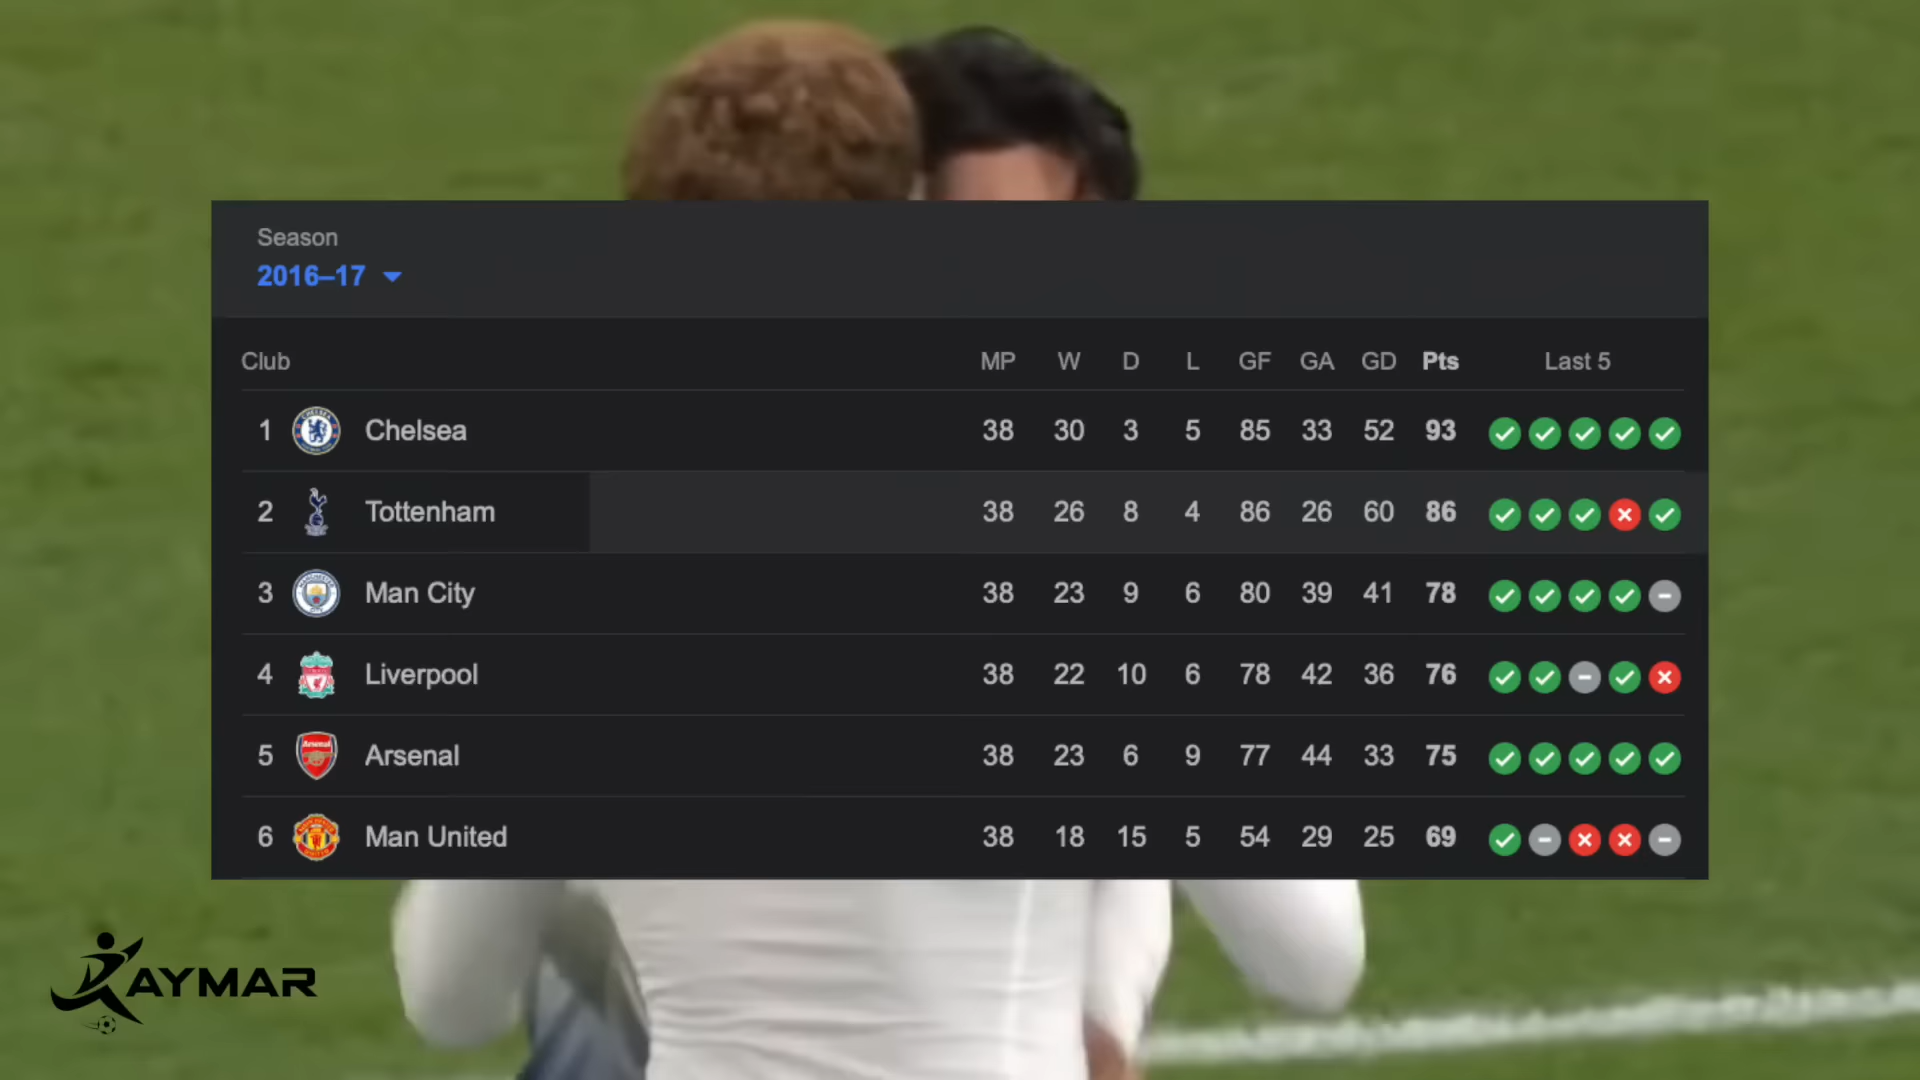 Season
2016–17
Club MP W D L GF GA GD Pts Last 5
1 Chelsea 38 30 3 5 85 33 52 93
2 Tottenham 38 26 8 4 86 26 60 86
3 Man City 38 23 9 6 80 39 41 78
4 Liverpool 38 22 10 6 78 42 36 76
5 Arsenal 38 23 6 9 77 44 33 75
6 Man United 38 18 15 5 54 29 25 69
KAYMAR